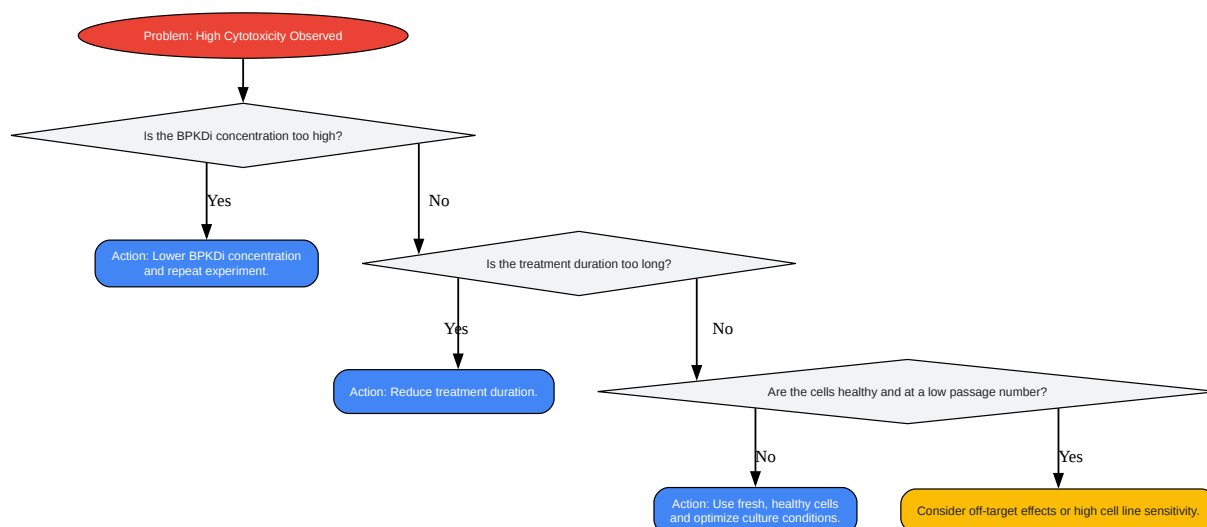 Problem: High Cytotoxicity Observed
Is the BPKDi concentration too high?
Yes
No
Action: Lower BPKDi concentration
and repeat experiment.
Is the treatment duration too long?
Yes
No
Action: Reduce treatment duration.
Are the cells healthy and at a low passage number?
No
Yes
Action: Use fresh, healthy cells
and optimize culture conditions.
Consider off-target effects or high cell line sensitivity.